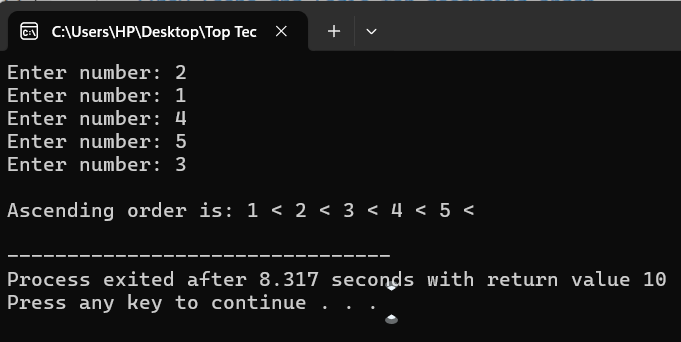 C:\Users\HP\Desktop\Top Tec
Enter number: 2
Enter number: 1
Enter number: 4
Enter number: 5
Enter number: 3
Ascending order is: 1 < 2 < 3 < 4 < 5 <
--------------------------------
Process exited after 8.317 seconds with return value 10
Press any key to continue . . .